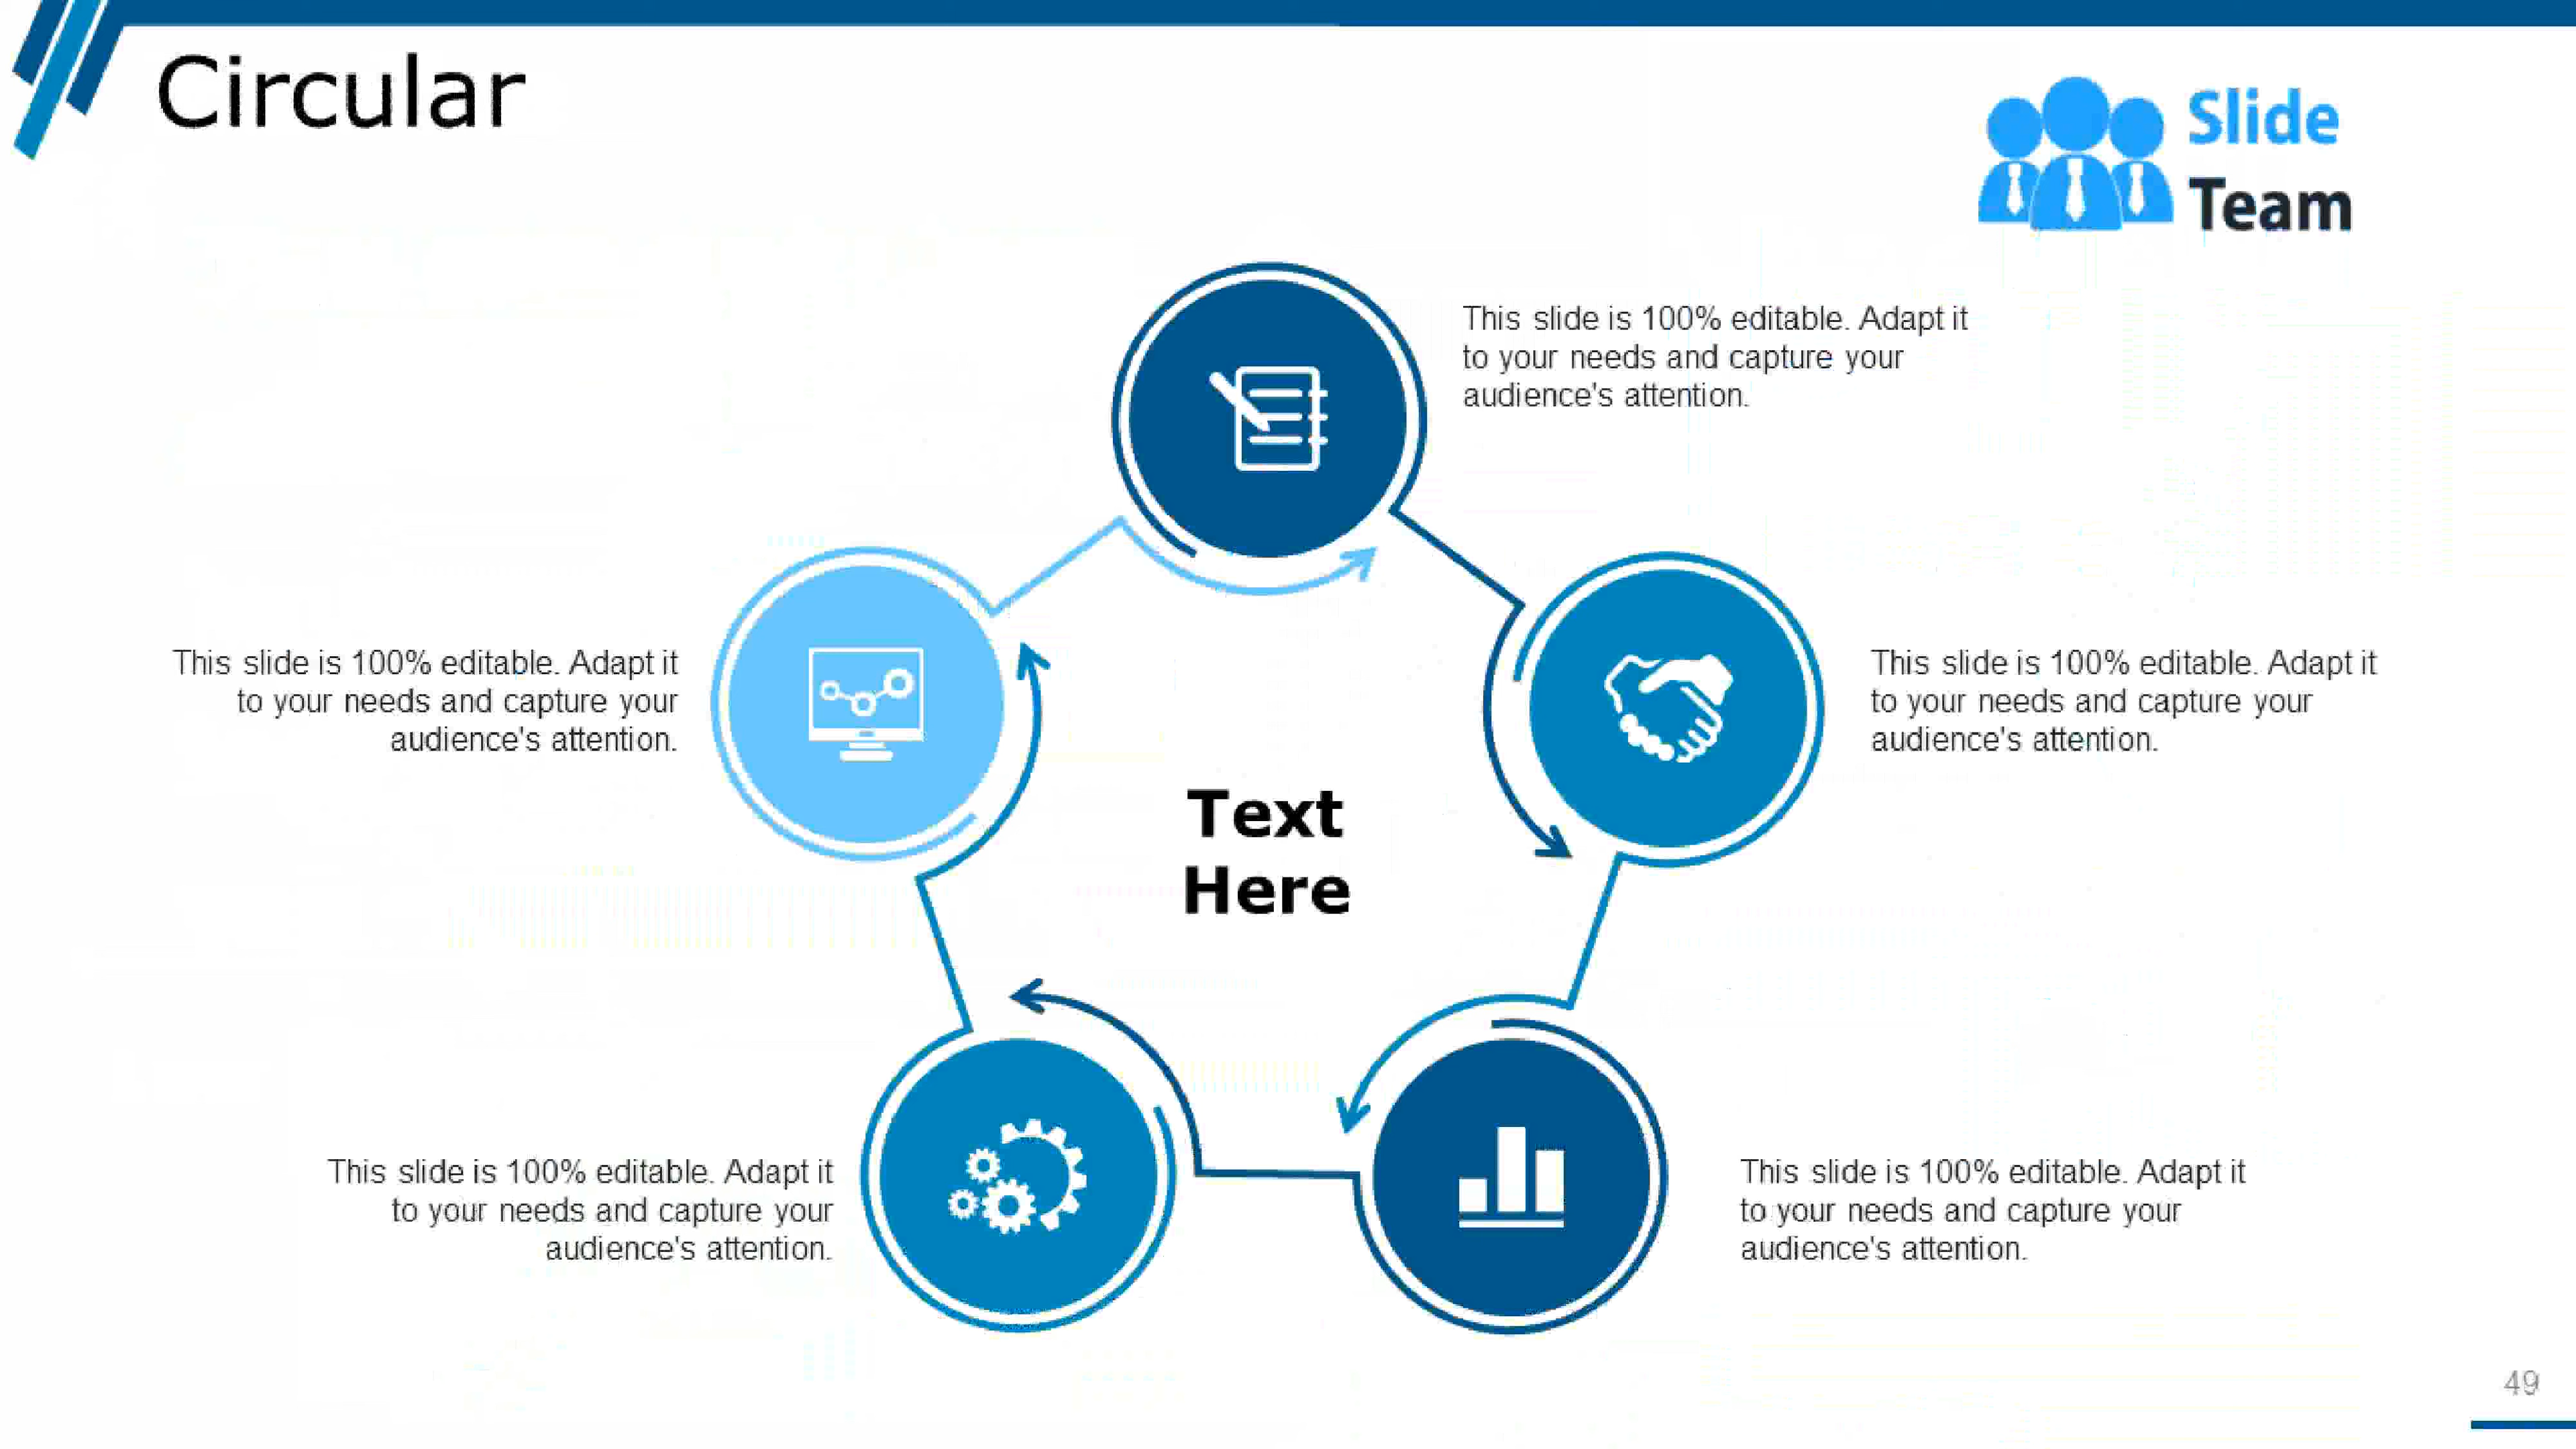 Circular
Slide
Team
This slide is 100% editable. Adapt it
to your needs and capture your
audience's attention.
This slide is 100% editable. Adapt it
to your needs and capture your
audience's attention.
This slide is 100% editable. Adapt it
to your needs and capture your
audience's attention.
Text
Here
This slide is 100% editable. Adapt it
to your needs and capture your
audience's attention.
This slide is 100% editable. Adapt it
to your needs and capture your
audience's attention.
49